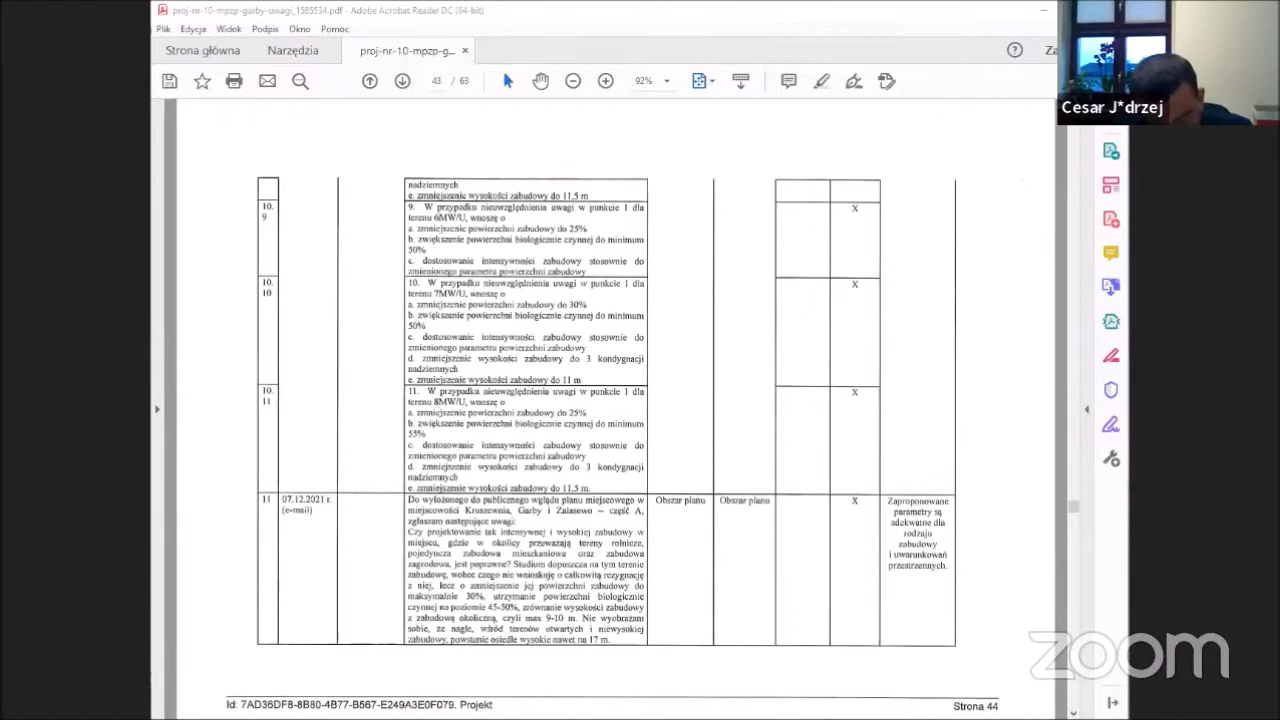 proj-nr-10-mpzp-garby-uwagi_1585534.pdf - Adobe Acrobat Reader DC (64-bit)
Plik Edycja Widok Podpis Okno Pomoc
Strona główna Narzędzia proj-nr-10-mpzp-g... × Za
43 / 63 92%
Cesar J*drzej
nadziemnych
e. zmniejszenie wysokości zabudowy do 11,5 m
10.
9
9. W przypadku nieuwzględnienia uwagi w punkcie 1 dla
terenu 6MW/U, wnoszę o
a. zmniejszenie powierzchni zabudowy do 25%
b. zwiększenie powierzchni biologicznie czynnej do minimum
50%
c. dostosowanie intensywności zabudowy stosownie do
zmienionego parametru powierzchni zabudowy
X
10.
10
10. W przypadku nieuwzględnienia uwagi w punkcie 1 dla
terenu 7MW/U, wnoszę o
a. zmniejszenie powierzchni zabudowy do 30%
b. zwiększenie powierzchni biologicznie czynnej do minimum
50%
c. dostosowanie intensywności zabudowy stosownie do
zmienionego parametru powierzchni zabudowy
d. zmniejszenie wysokości zabudowy do 3 kondygnacji
nadziemnych
e. zmniejszenie wysokości zabudowy do 11 m
X
10.
11
11. W przypadku nieuwzględnienia uwagi w punkcie 1 dla
terenu 8MW/U, wnoszę o
a. zmniejszenie powierzchni zabudowy do 25%
b. zwiększenie powierzchni biologicznie czynnej do minimum
55%
c. dostosowanie intensywności zabudowy stosownie do
zmienionego parametru powierzchni zabudowy
d. zmniejszenie wysokości zabudowy do 3 kondygnacji
nadziemnych
e. zmniejszenie wysokości zabudowy do 11,5 m.
X
11
07.12.2021 r.
(e-mail)
Do wyłożonego do publicznego wglądu planu miejscowego w
miejscowości Kruszewnia, Garby i Zalasewo – część A,
zgłaszam następujące uwagi:
Czy projektowanie tak intensywnej i wysokiej zabudowy w
miejscu, gdzie w okolicy przeważają tereny rolnicze,
pojedyncza zabudowa mieszkaniowa oraz zabudowa
zagrodowa, jest poprawne? Studium dopuszcza na tym terenie
zabudowę, wobec czego nie wnioskuję o całkowitą rezygnację
z niej, lecz o zmniejszenie jej powierzchni zabudowy do
maksymalnie 30%, utrzymanie powierzchni biologicznie
czynnej na poziomie 45-50%, zrównanie wysokości zabudowy
z zabudową okoliczną, czyli max 9-10 m. Nie wyobrażam
sobie, że nagle, wśród terenów otwartych i niewysokiej
zabudowy, powstanie osiedle wysokie nawet na 17 m.
Obszar planu
Obszar planu
X
Zaproponowane
parametry są
adekwatne dla
rodzaju
zabudowy
i uwarunkowań
przestrzennych.
Id: 7AD35DF8-8B80-4B77-B567-E249A3E0F079. Projekt
Strona 44
zoom